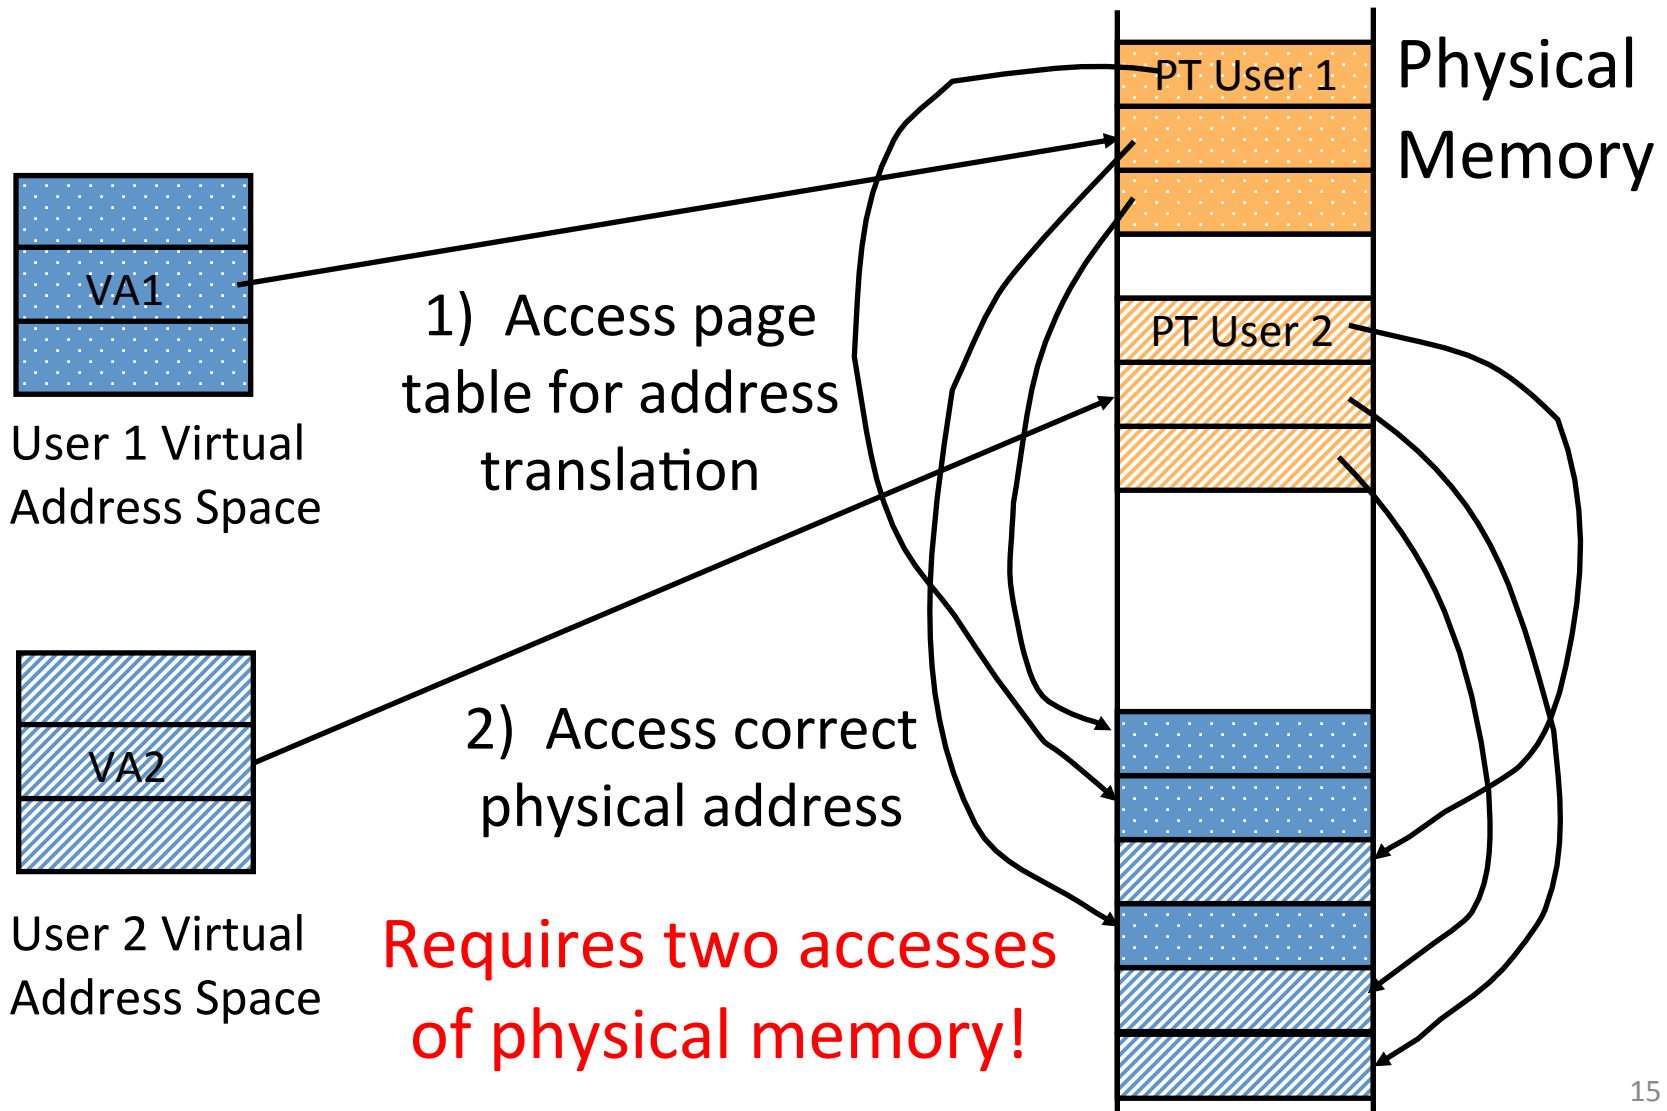 PT User 1
Physical
Memory
VA1
1) Access page
table for address
translation
PT User 2
User 1 Virtual
Address Space
VA2
2) Access correct
physical address
User 2 Virtual
Address Space
Requires two accesses
of physical memory!
15